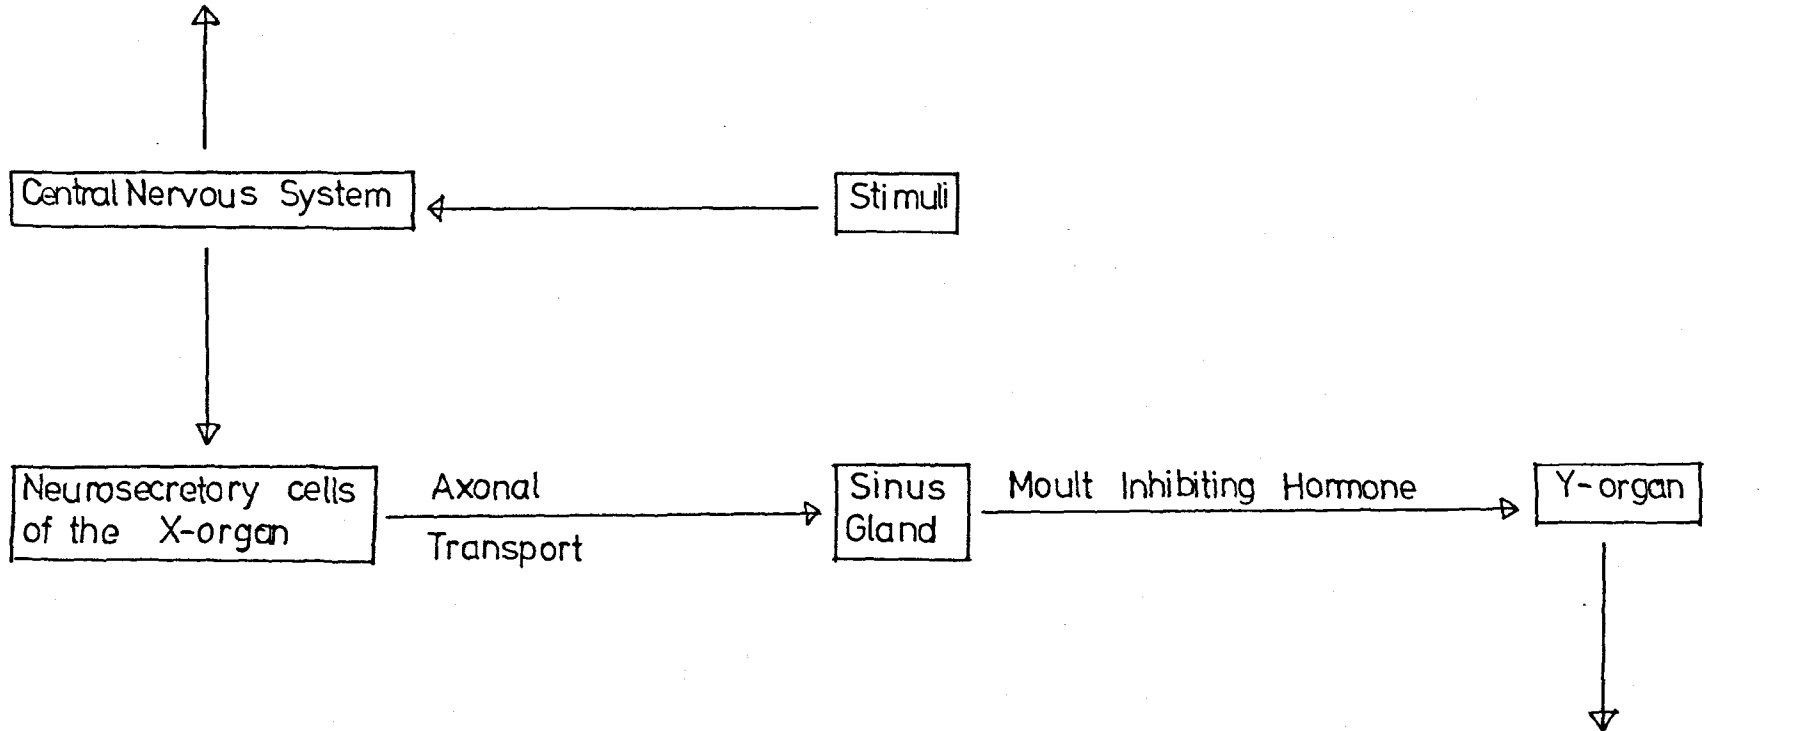 Central Nervous System
Stimuli
Neurosecretory cells
of the X-organ
Axonal
Transport
Sinus
Gland
Moult Inhibiting Hormone
Y-organ